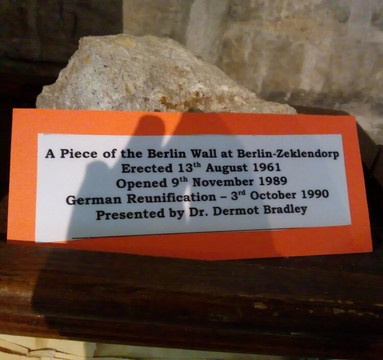 A Piece of the Berlin Wall at Berlin-Zeklendorp
Erected 13th August 1961
Opened 9th November 1989
German Reunification – 3rd October 1990
Presented by Dr. Dermot Bradley